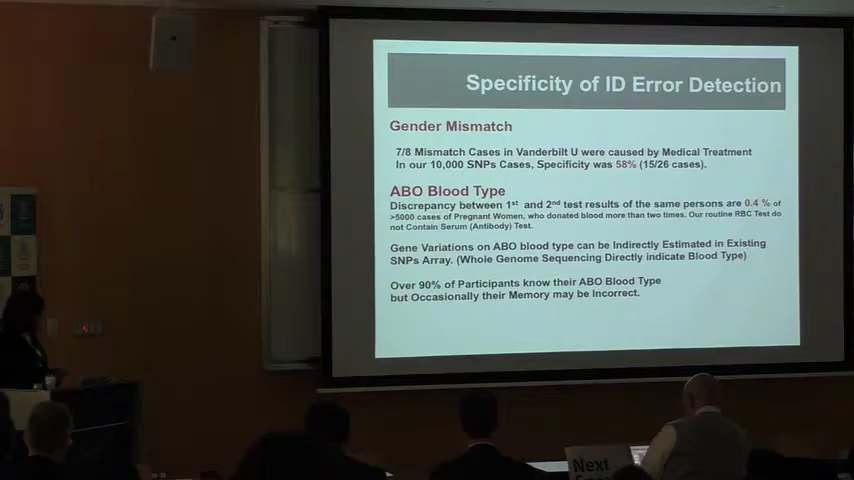 Specificity of ID Error Detection
Gender Mismatch
7/8 Mismatch Cases in Vanderbilt U were caused by Medical Treatment
In our 10,000 SNPs Cases, Specificity was 58% (15/26 cases).
ABO Blood Type
Discrepancy between 1st and 2nd test results of the same persons are 0.4 % of
>5000 cases of Pregnant Women, who donated blood more than two times. Our routine RBC Test do
not Contain Serum (Antibody) Test.
Gene Variations on ABO blood type can be Indirectly Estimated in Existing
SNPs Array. (Whole Genome Sequencing Directly indicate Blood Type)
Over 90% of Participants know their ABO Blood Type
but Occasionally their Memory may be Incorrect.
Next